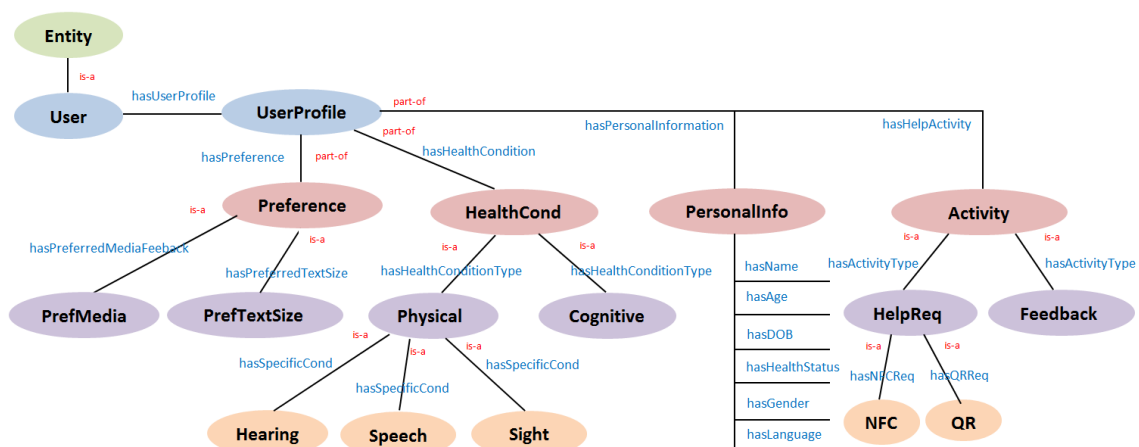 Entity
is-a
hasUserProfile
User
UserProfile
part-of
hasPersonalInformation
hasHelpActivity
part-of
hasHealthCondition
hasPreference
part-of
is-a
Preference
HealthCond
PersonalInfo
Activity
is-a
is-a
is-a
is-a
is-a
hasPreferredMediaFeeback
hasPreferredTextSize
hasHealthConditionType
hasHealthConditionType
hasName
hasActivityType
hasActivityType
hasAge
PrefMedia
PrefTextSize
Physical
Cognitive
HelpReq
Feedback
hasDOB
is-a
is-a
is-a
is-a
is-a
hasSpecificCond
hasSpecificCond
hasSpecificCond
hasHealthStatus
hasNFCReq
hasQRReq
hasGender
Hearing
Speech
Sight
hasLanguage
NFC
QR